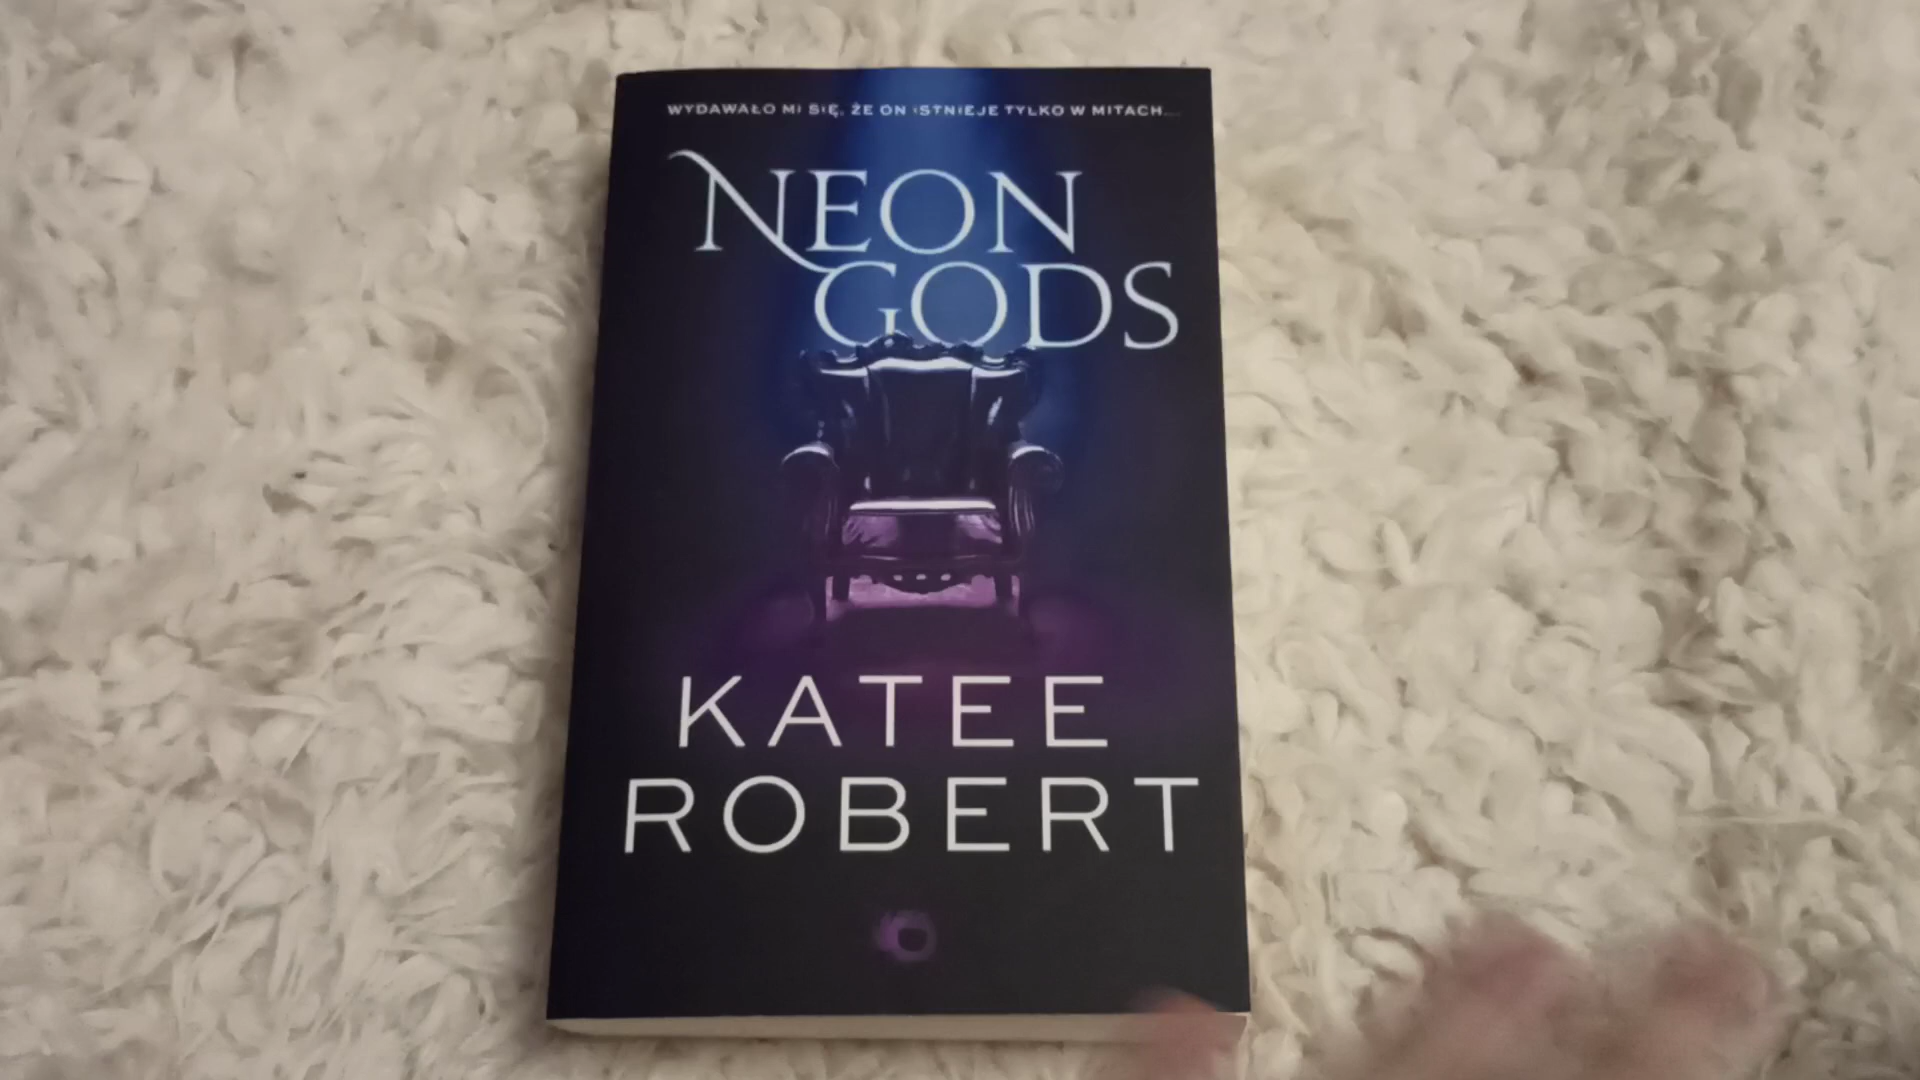 WYDAWAŁO MI SIĘ, ŻE ON ISTNIEJE TYLKO W MITACH...
NEON
GODS
KATEE
ROBERT